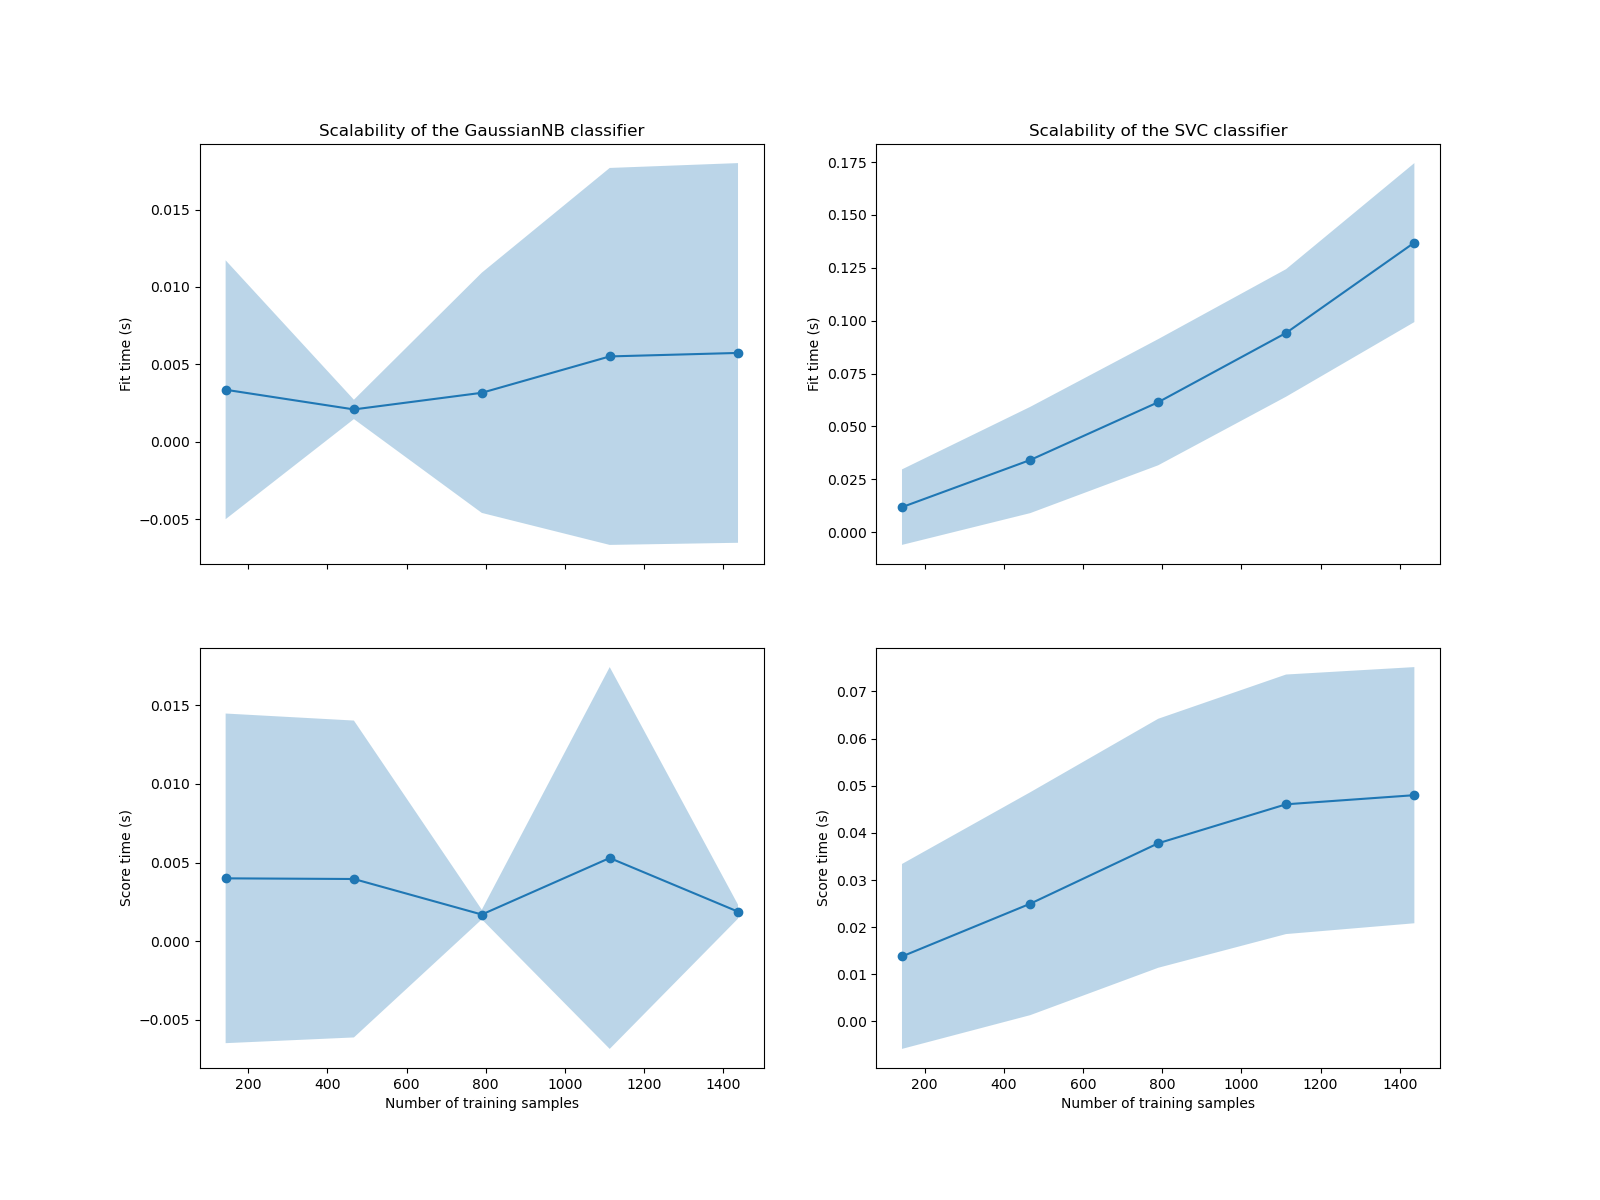 Scalability of the GaussianNB classifier
Scalability of the SVC classifier
0.015
0.010
0.005
0.000
−0.005
Fit time (s)
0.175
0.150
0.125
0.100
0.075
0.050
0.025
0.000
Fit time (s)
0.015
0.010
0.005
0.000
−0.005
Score time (s)
200 400 600 800 1000 1200 1400
Number of training samples
0.07
0.06
0.05
0.04
0.03
0.02
0.01
0.00
Score time (s)
200 400 600 800 1000 1200 1400
Number of training samples